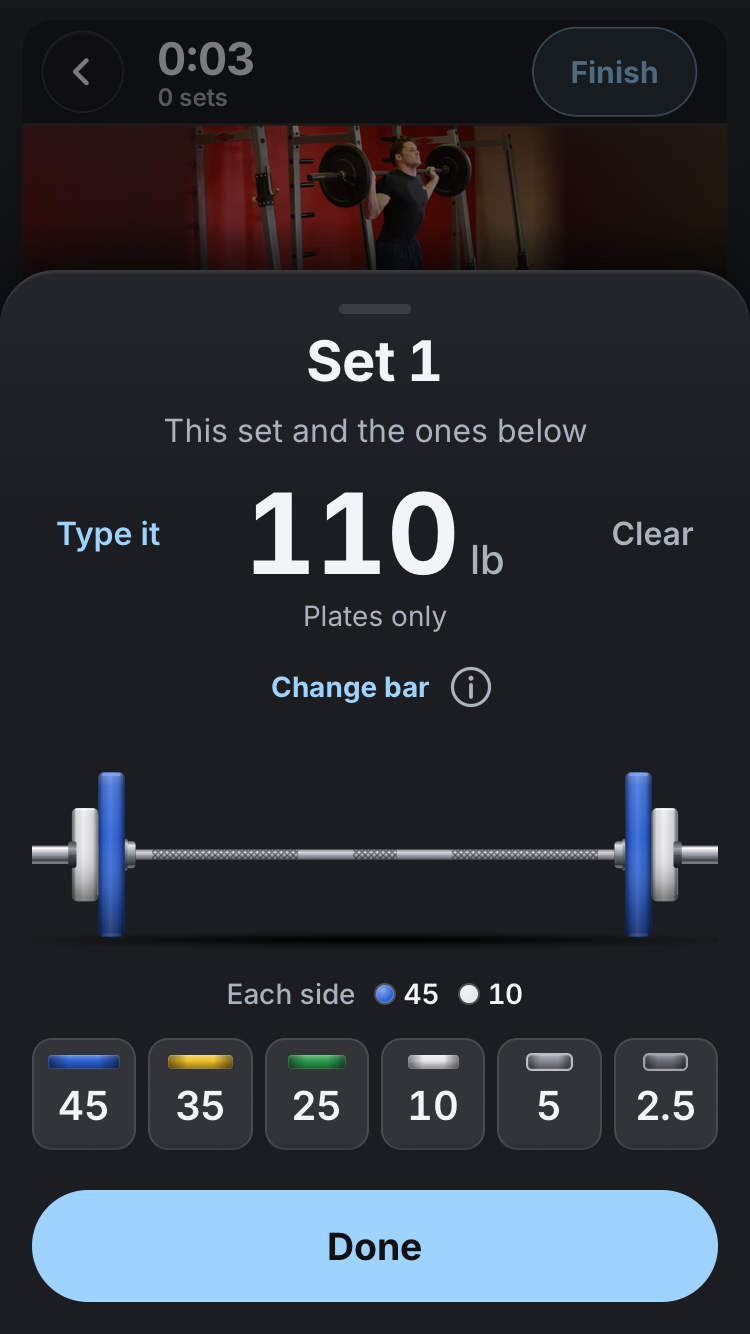 0:03
0 sets
Finish
Set 1
This set and the ones below
Type it
110 lb
Clear
Plates only
Change bar
Each side 45 10
45 35 25 10 5 2.5
Done